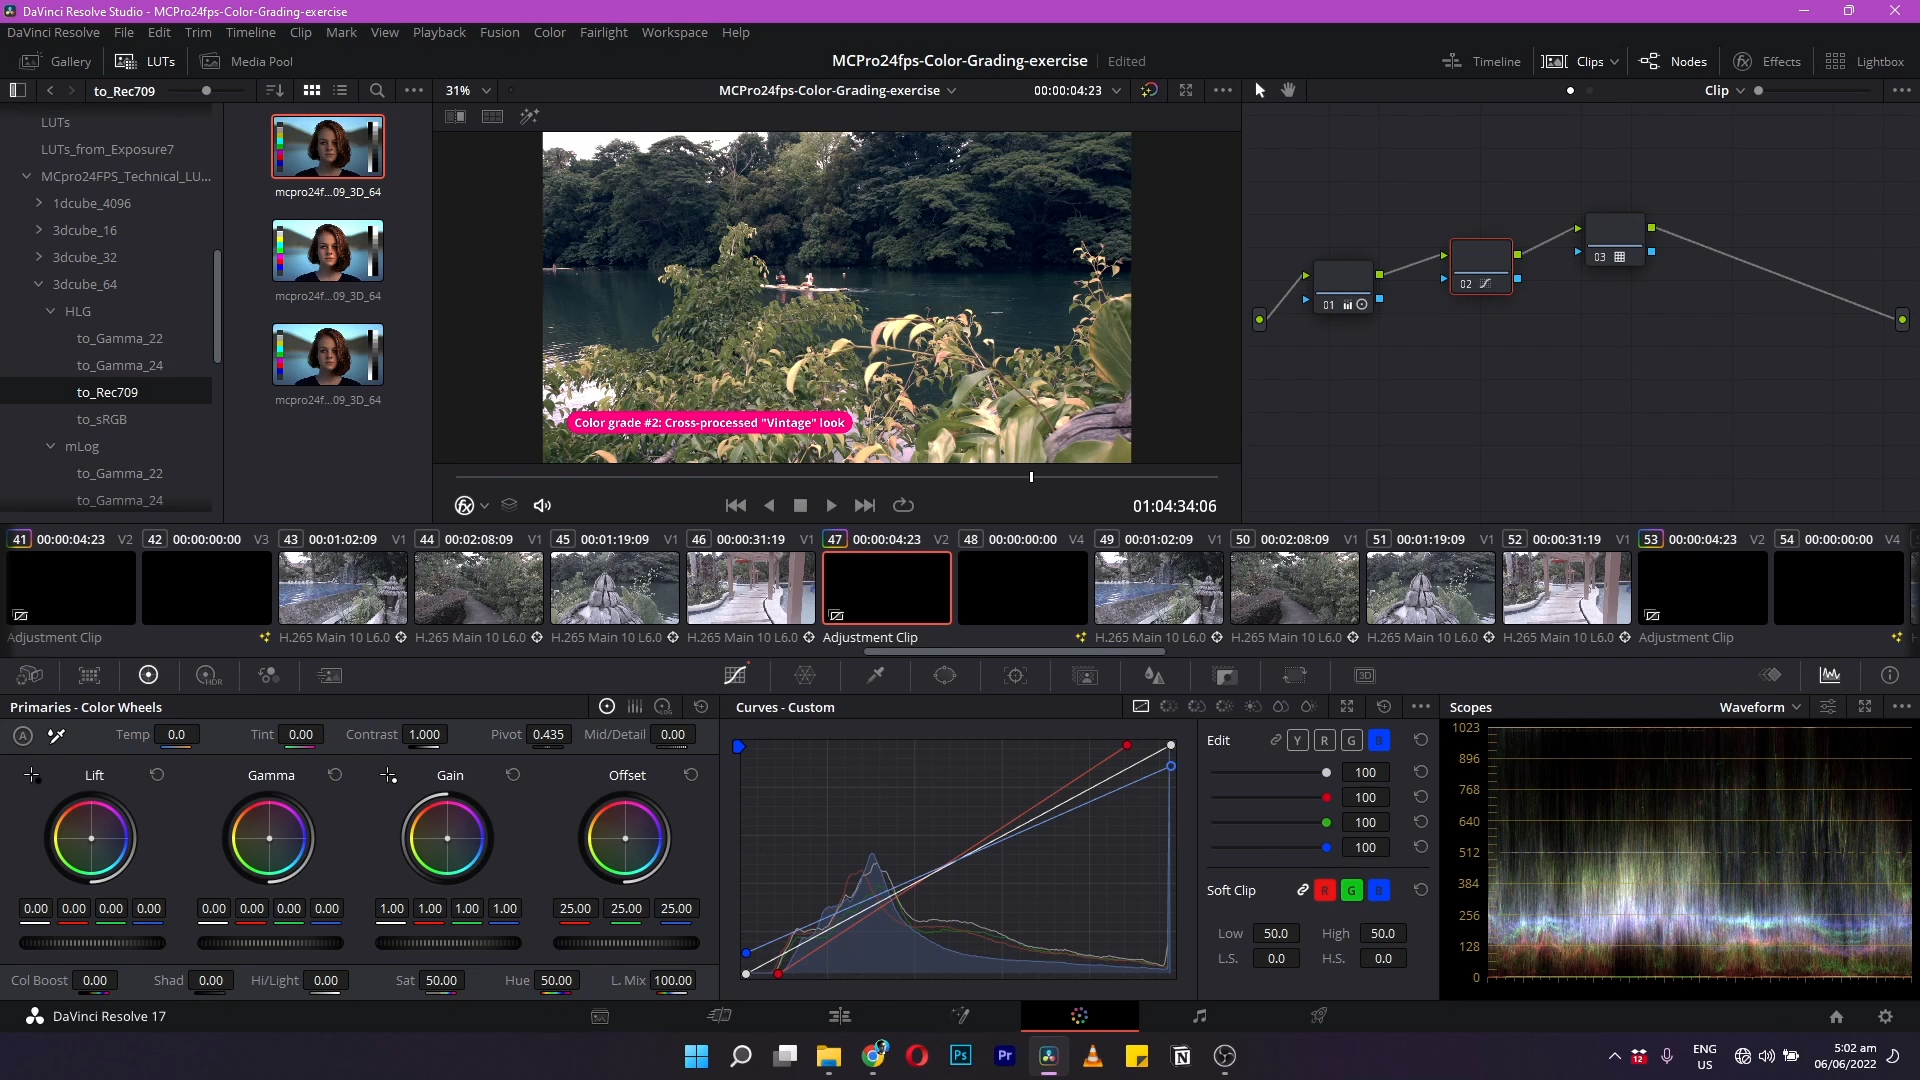 DaVinci Resolve Studio - MCPro24fps-Color-Grading-exercise
DaVinci Resolve File Edit Trim Timeline Clip Mark View Playback Fusion Color Fairlight Workspace Help
Gallery LUTs Media Pool MCPro24fps-Color-Grading-exercise Edited Timeline Clips Nodes Effects Lightbox
to_Rec709 31% MCPro24fps-Color-Grading-exercise 00:00:04:23 Clip
LUTs
LUTs_from_Exposure7
MCpro24FPS_Technical_LU...
1dcube_4096
3dcube_16
3dcube_32
3dcube_64
HLG
to_Gamma_22
to_Gamma_24
to_Rec709
to_sRGB
mLog
to_Gamma_22
to_Gamma_24
mcpro24f...09_3D_64
mcpro24f...09_3D_64
mcpro24f...09_3D_64
Color grade #2: Cross-processed "Vintage" look
01:04:34:06
01
02
03
41 00:00:04:23 V2 42 00:00:00:00 V3 43 00:01:02:09 V1 44 00:02:08:09 V1 45 00:01:19:09 V1 46 00:00:31:19 V1 47 00:00:04:23 V2 48 00:00:00:00 V4 49 00:01:02:09 V1 50 00:02:08:09 V1 51 00:01:19:09 V1 52 00:00:31:19 V1 53 00:00:04:23 V2 54 00:00:00:00 V4
Adjustment Clip H.265 Main 10 L6.0 H.265 Main 10 L6.0 H.265 Main 10 L6.0 H.265 Main 10 L6.0 Adjustment Clip H.265 Main 10 L6.0 H.265 Main 10 L6.0 H.265 Main 10 L6.0 H.265 Main 10 L6.0 Adjustment Clip
HDR 3D
Primaries - Color Wheels LOG Curves - Custom Scopes Waveform
A Temp 0.0 Tint 0.00 Contrast 1.000 Pivot 0.435 Mid/Detail 0.00
Lift Gamma Gain Offset
0.00 0.00 0.00 0.00 0.00 0.00 0.00 0.00 1.00 1.00 1.00 1.00 25.00 25.00 25.00
Col Boost 0.00 Shad 0.00 Hi/Light 0.00 Sat 50.00 Hue 50.00 L. Mix 100.00
Edit Y R G B
100
100
100
100
Soft Clip R G B
Low 50.0 High 50.0
L.S. 0.0 H.S. 0.0
1023
896
768
640
512
384
256
128
0
DaVinci Resolve 17
Ps Pr N 12 ENG US 5:02 am 06/06/2022